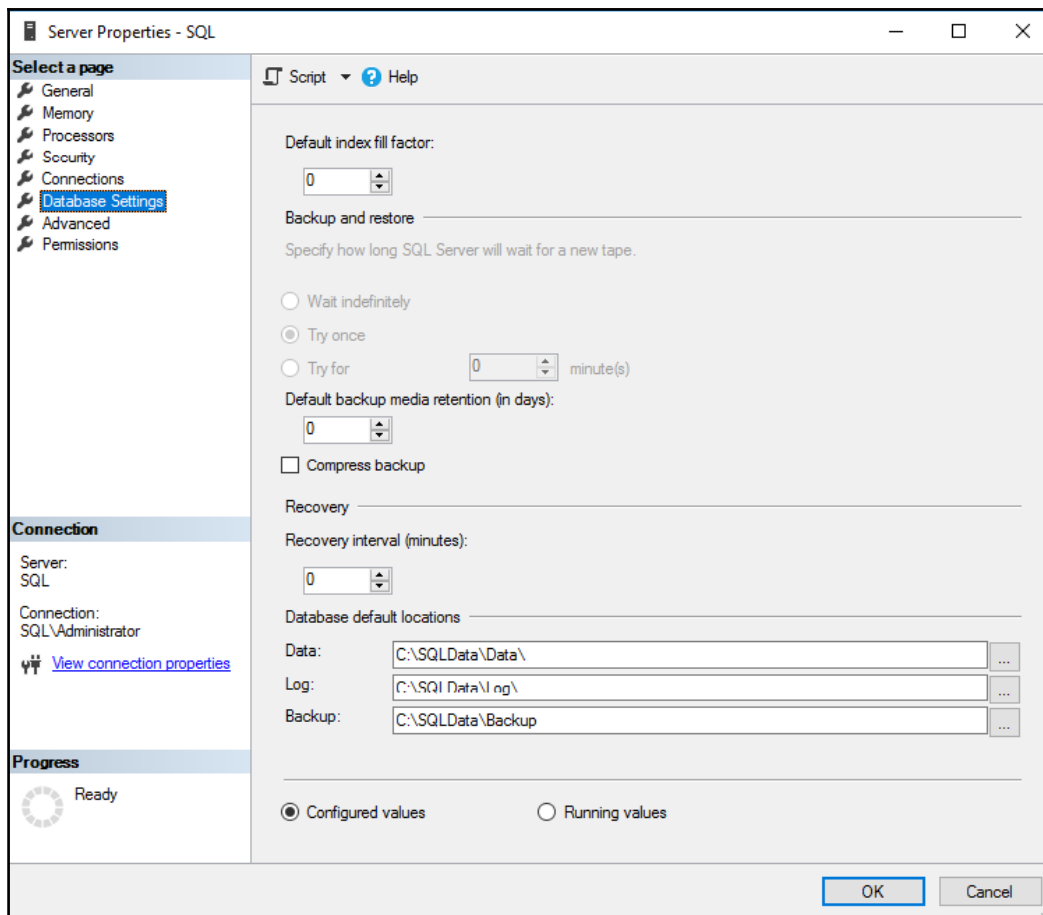 Server Properties - SQL
Select a page
General
Memory
Processors
Security
Connections
Database Settings
Advanced
Permissions
Script
Help
Default index fill factor:
0
Backup and restore
Specify how long SQL Server will wait for a new tape.
Wait indefinitely
Try once
Try for 0 minute(s)
Default backup media retention (in days):
0
Compress backup
Recovery
Recovery interval (minutes):
0
Database default locations
Data: C:\SQLData\Data\ ...
Log: C:\SQLData\Log\ ...
Backup: C:\SQLData\Backup ...
Configured values Running values
Connection
Server:
SQL
Connection:
SQL\Administrator
View connection properties
Progress
Ready
OK Cancel